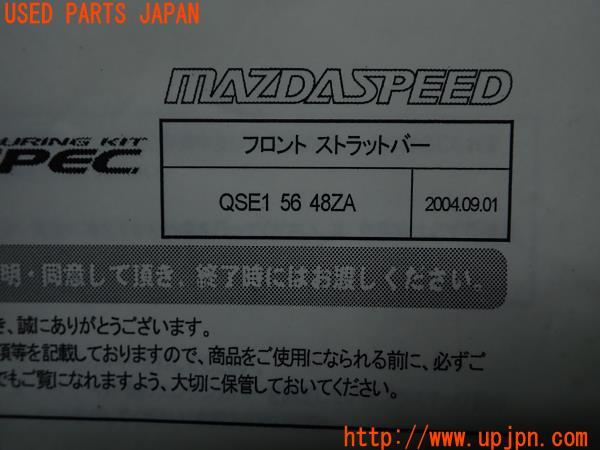 USED PARTS JAPAN
MAZDASPEED
URING KIT
SPEC
フロント ストラットバー
QSE1 56 48ZA
2004.09.01
明・同意して頂き、終了時にはお渡しください。
き、誠にありがとうございます。
項等を記載しておりますので、商品をご使用になられる前に、必ずご
でもご覧になれますよう、大切に保管しておいてください。
http://www.upjpn.com/